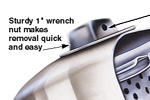 Sturdy 1" wrench
nut makes
removal quick
and easy